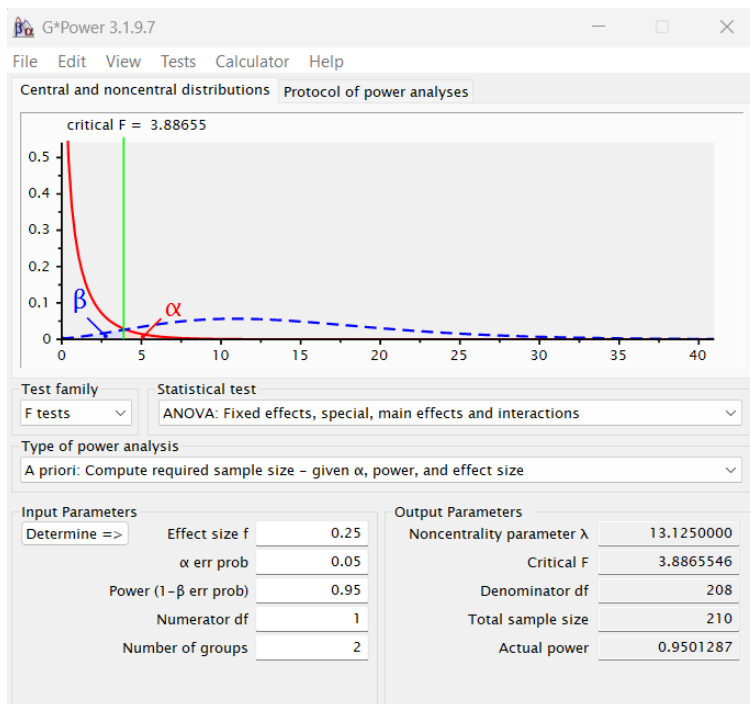 G*Power 3.1.9.7
File Edit View Tests Calculator Help
Central and noncentral distributions Protocol of power analyses
critical F = 3.88655
0.5
0.4
0.3
0.2
0.1
0
β
α
0 5 10 15 20 25 30 35 40
Test family Statistical test
F tests ANOVA: Fixed effects, special, main effects and interactions
Type of power analysis
A priori: Compute required sample size – given α, power, and effect size
Input Parameters Output Parameters
Determine => Effect size f 0.25 Noncentrality parameter λ 13.1250000
α err prob 0.05 Critical F 3.8865546
Power (1-β err prob) 0.95 Denominator df 208
Numerator df 1 Total sample size 210
Number of groups 2 Actual power 0.9501287